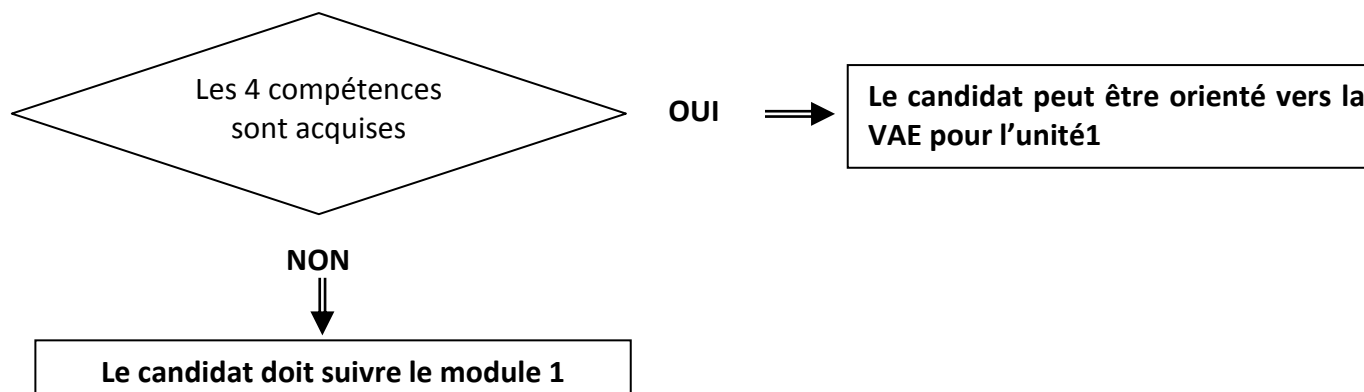 Les 4 compétences
sont acquises
OUI
Le candidat peut être orienté vers la
VAE pour l’unité1
NON
Le candidat doit suivre le module 1